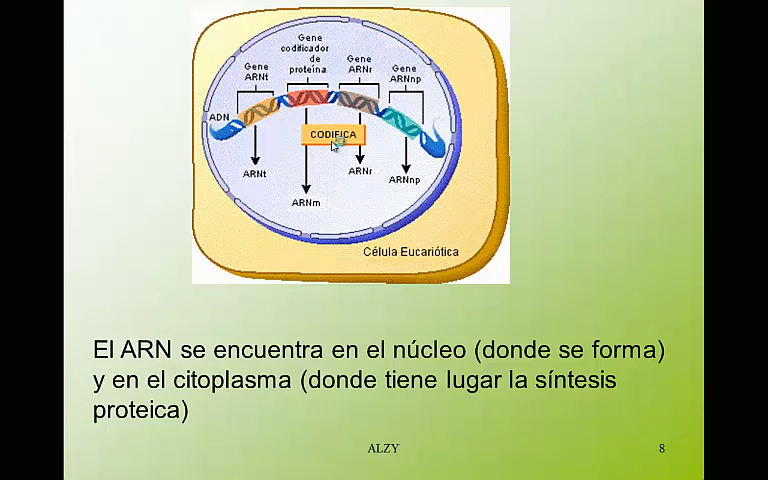 Gene
codificador
de
proteína
Gene
ARNt
Gene
ARNr
Gene
ARNnp
ADN
CODIFICA
ARNt
ARNr
ARNnp
ARNm
Célula Eucariótica
El ARN se encuentra en el núcleo (donde se forma)
y en el citoplasma (donde tiene lugar la síntesis
proteica)
ALZY
8